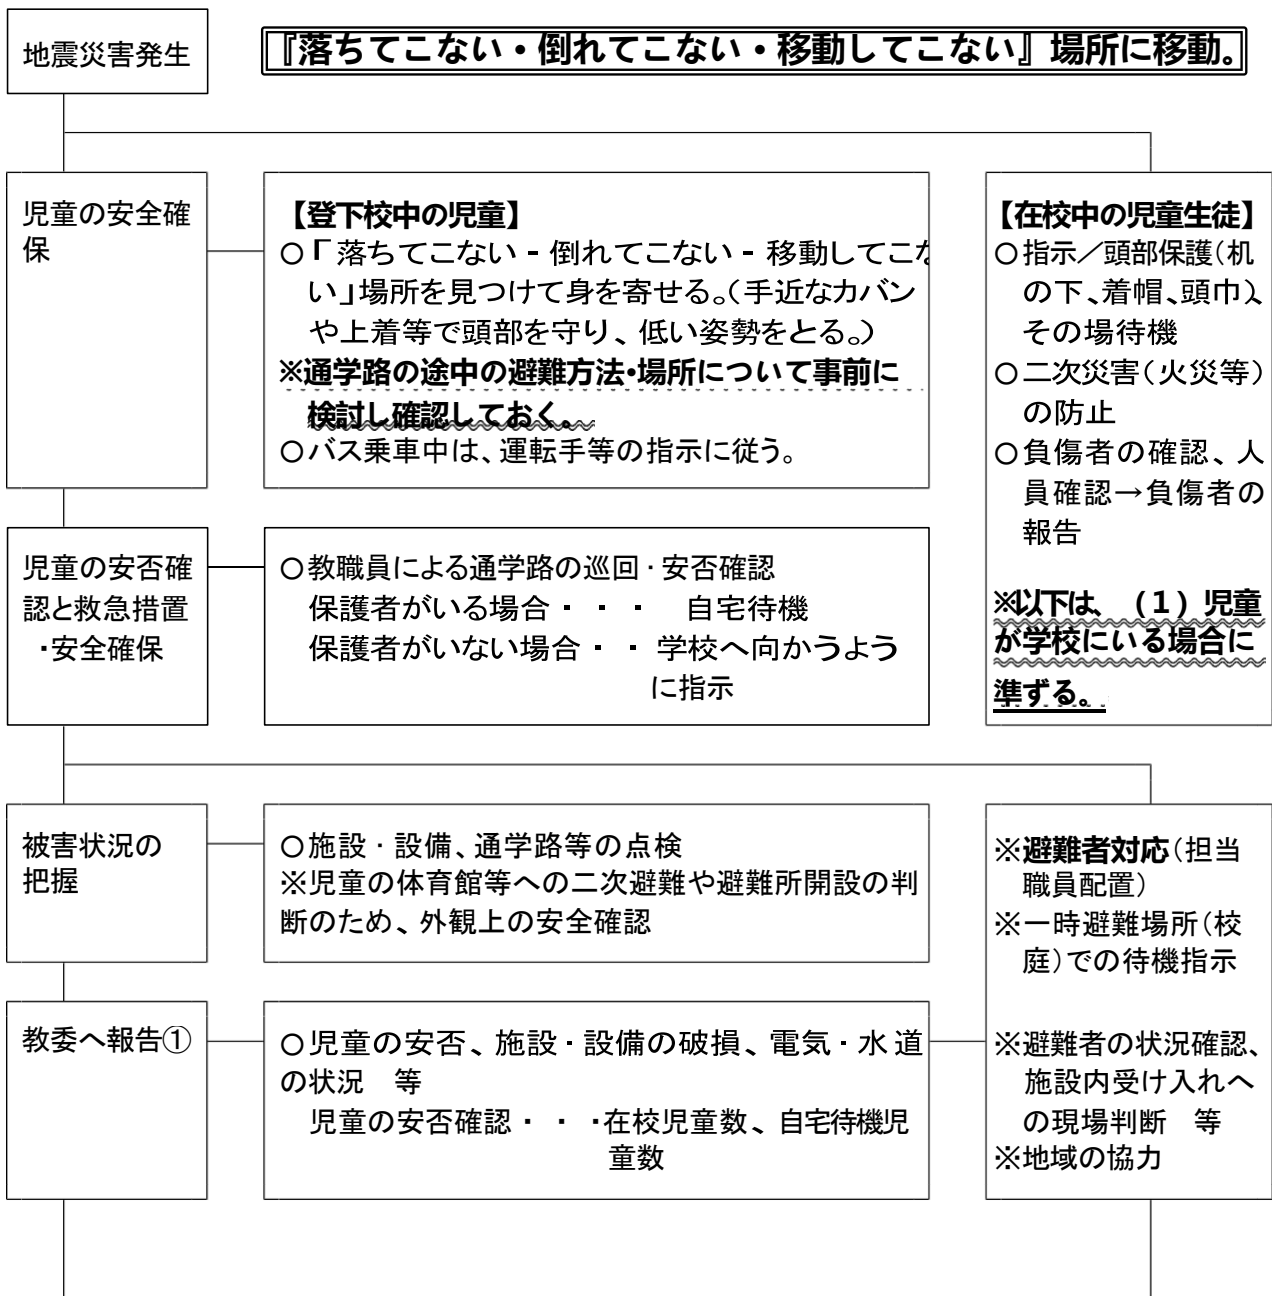 地震災害発生
『落ちてこない・倒れてこない・移動してこない』場所に移動。
児童の安全確
保
【登下校中の児童】
○「落ちてこない - 倒れてこない - 移動してこな
い」場所を見つけて身を寄せる。(手近なカバン
や上着等で頭部を守り、低い姿勢をとる。)
※通学路の途中の避難方法・場所について事前に
検討し確認しておく。
○バス乗車中は、運転手等の指示に従う。
【在校中の児童生徒】
○指示/頭部保護(机
の下、着帽、頭巾)、
その場待機
○二次災害(火災等)
の防止
○負傷者の確認、人
員確認→負傷者の
報告
※以下は、(1)児童
が学校にいる場合に
準ずる。
児童の安否確
認と救急措置
・安全確保
○教職員による通学路の巡回・安否確認
保護者がいる場合・・・ 自宅待機
保護者がいない場合・・学校へ向かうよう
に指示
被害状況の
把握
○施設・設備、通学路等の点検
※児童の体育館等への二次避難や避難所開設の判
断のため、外観上の安全確認
※避難者対応(担当
職員配置)
※一時避難場所(校
庭)での待機指示
※避難者の状況確認、
施設内受け入れへ
の現場判断 等
※地域の協力
教委へ報告①
○児童の安否、施設・設備の破損、電気・水道
の状況 等
児童の安否確認・・・在校児童数、自宅待機児
童数